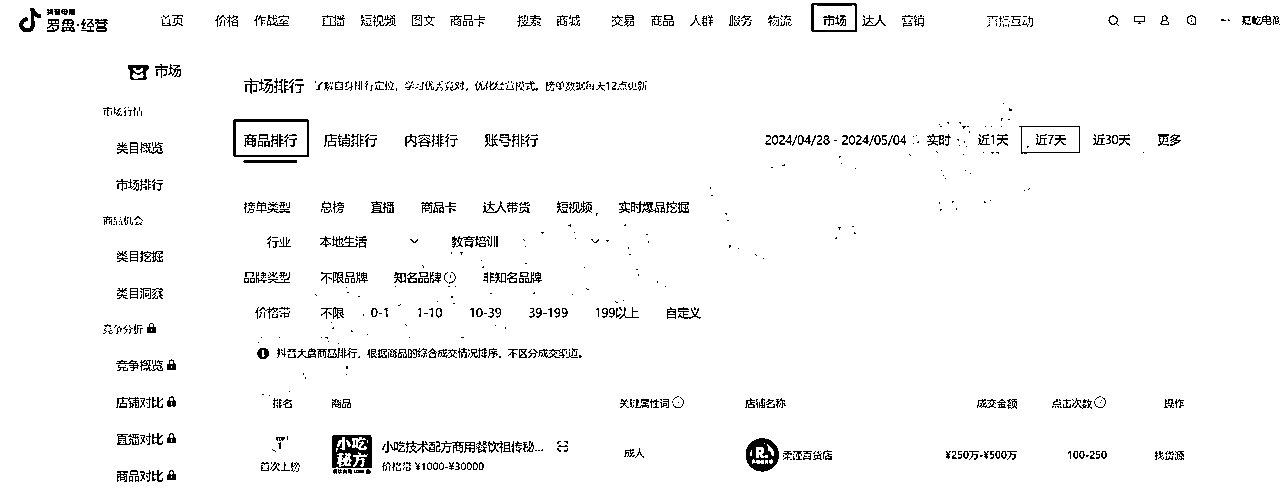 抖音电商
罗盘·经营
首页 价格 作战室 直播 短视频 图文 商品卡 搜索 商城 交易 商品 人群 服务 物流 市场 达人 营销 直播互动
市场
市场行情
类目概览
市场排行
商品机会
类目挖掘
类目洞察
竞争分析
竞争概览
店铺对比
直播对比
商品对比
市场排行 了解自身排行定位，学习优秀竞对，优化经营模式。榜单数据每天12点更新
商品排行 店铺排行 内容排行 账号排行
2024/04/28 - 2024/05/04 实时 近1天 近7天 近30天 更多
榜单类型 总榜 直播 商品卡 达人带货 短视频 实时爆品挖掘
行业 本地生活 教育培训
品牌类型 不限品牌 知名品牌 非知名品牌
价格带 不限 0-1 1-10 10-39 39-199 199以上 自定义
抖音大盘商品排行，根据商品的综合成交情况排序，不区分成交渠道。
排名 商品 关键属性词 店铺名称 成交金额 点击次数 操作
TOP 1
首次上榜
小吃
秘方
小吃技术配方商用餐饮祖传秘...
价格带 ¥1000-¥30000
成人
百货店
¥250万-¥500万
100-250
找货源